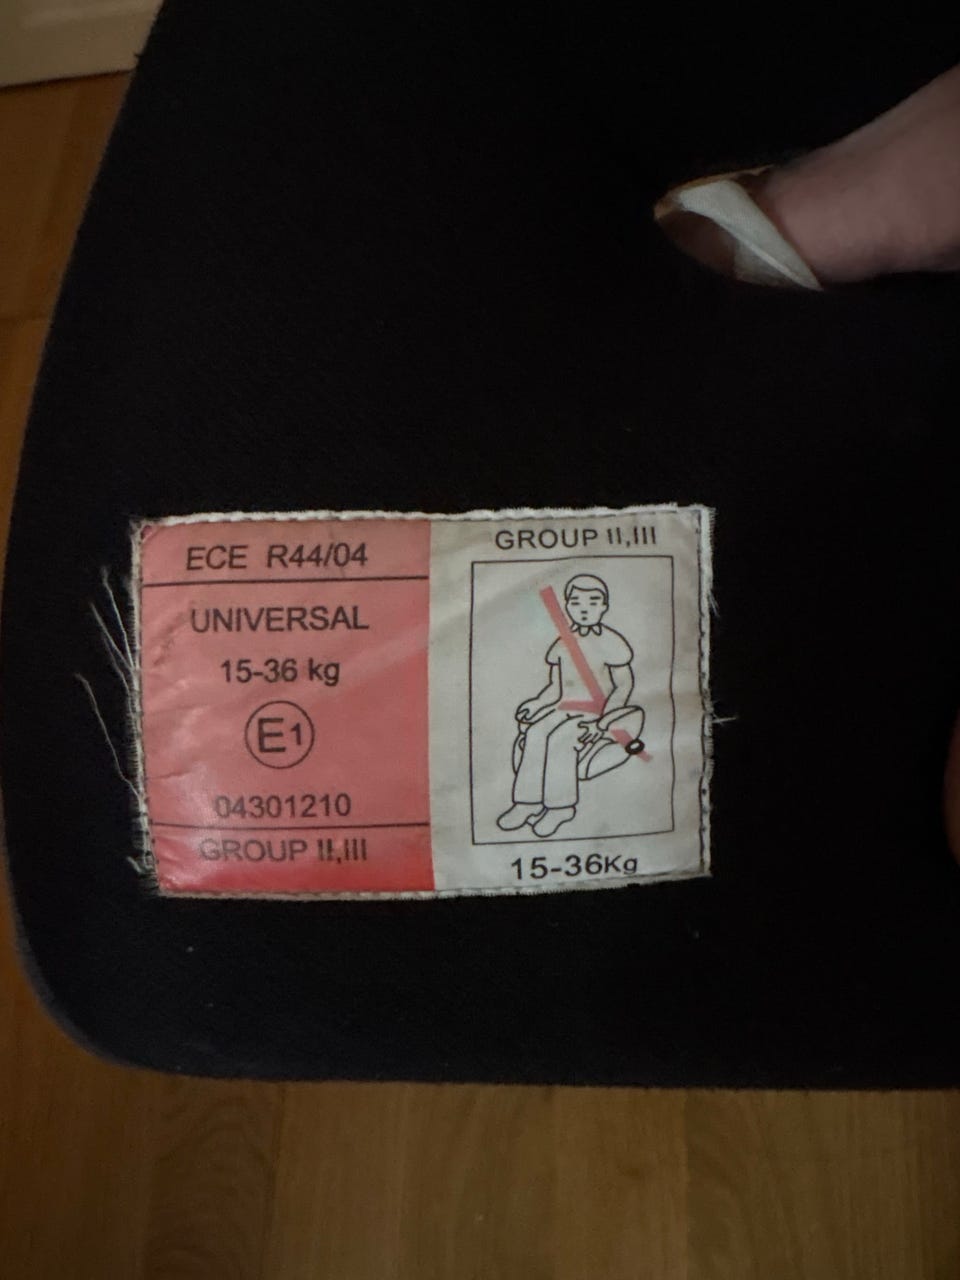 ECE R44/04
UNIVERSAL
15-36 kg
E1
04301210
GROUP II,III
GROUP II,III
15-36Kg